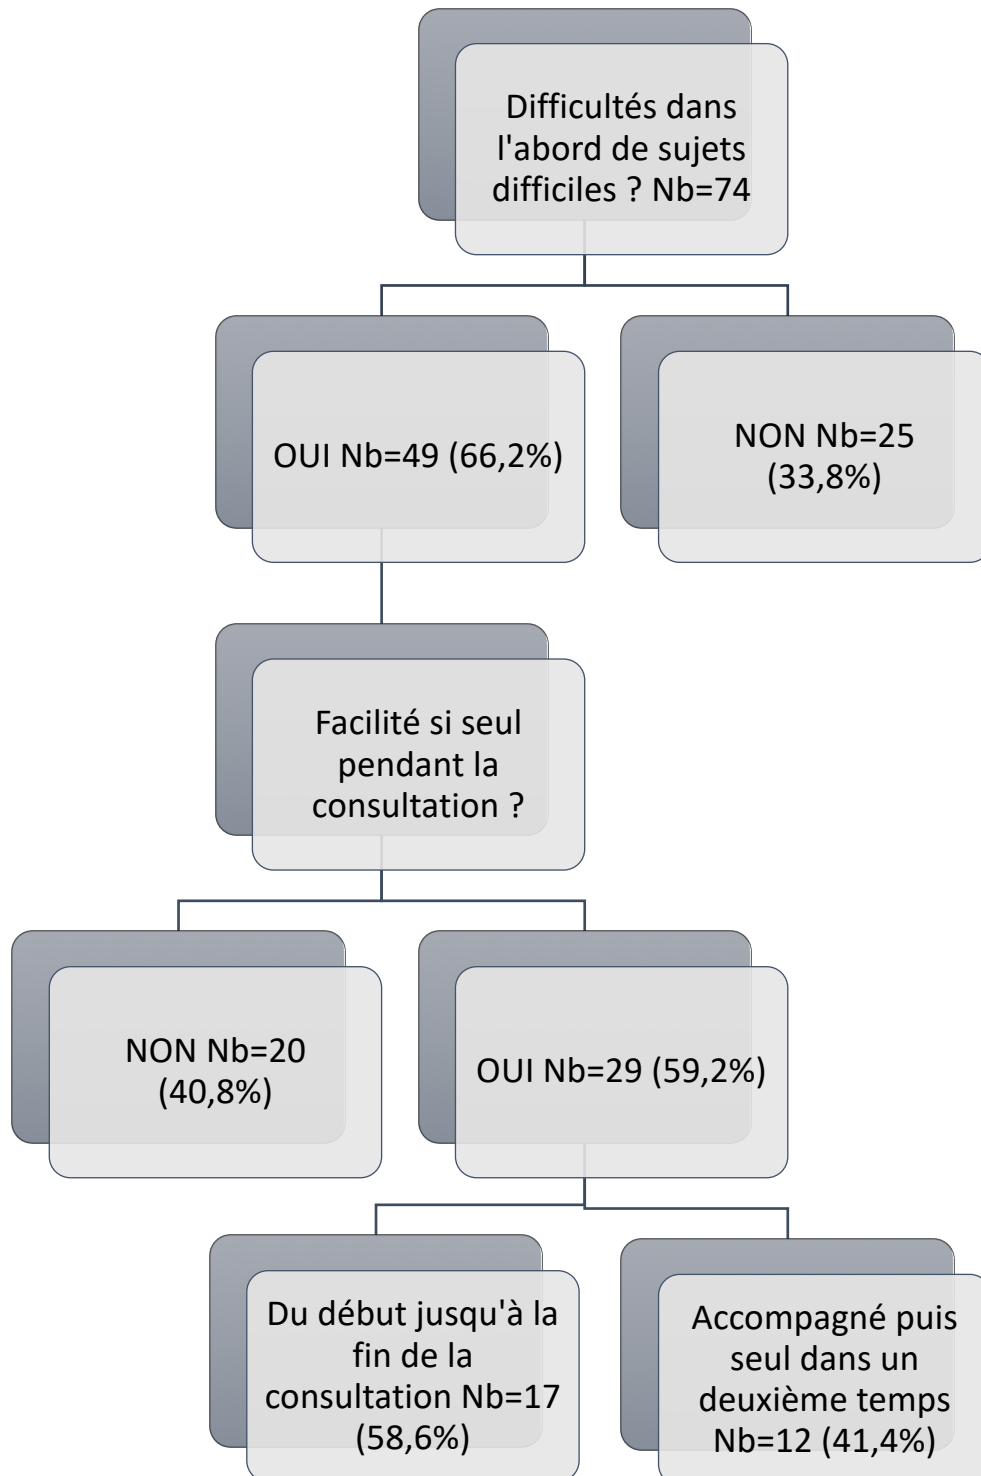 Difficultés dans
l'abord de sujets
difficiles ? Nb=74
OUI Nb=49 (66,2%)
NON Nb=25
(33,8%)
Facilité si seul
pendant la
consultation ?
NON Nb=20
(40,8%)
OUI Nb=29 (59,2%)
Du début jusqu'à la
fin de la
consultation Nb=17
(58,6%)
Accompagné puis
seul dans un
deuxième temps
Nb=12 (41,4%)